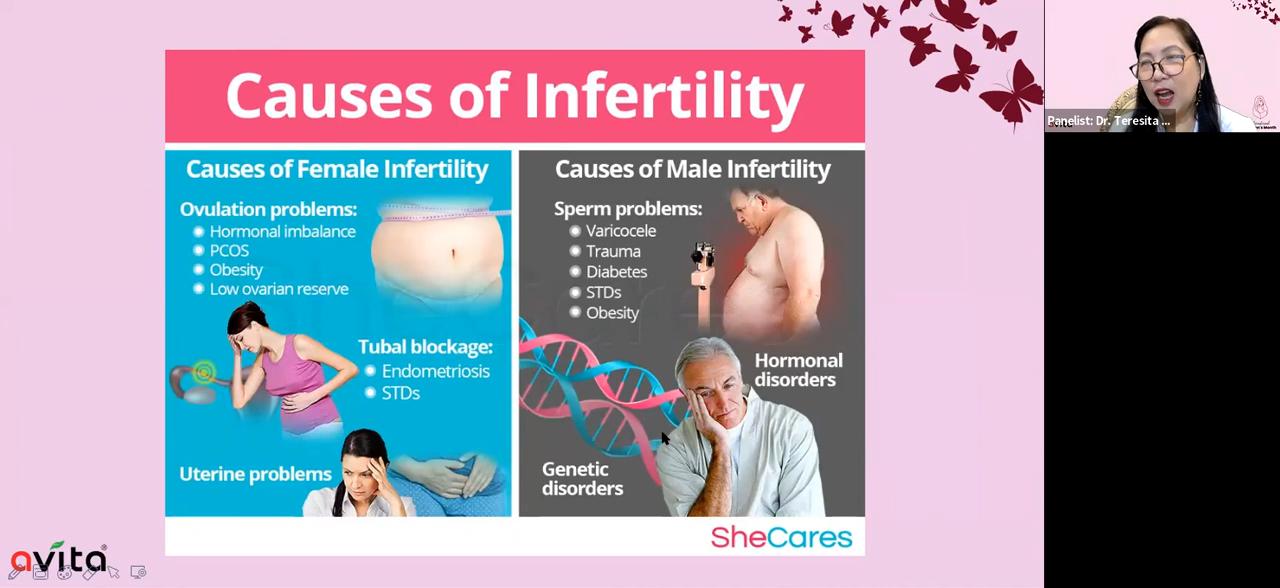 Causes of Infertility
Causes of Female Infertility
Ovulation problems:
Hormonal imbalance
PCOS
Obesity
Low ovarian reserve
Tubal blockage:
Endometriosis
STDs
Uterine problems
Causes of Male Infertility
Sperm problems:
Varicocele
Trauma
Diabetes
STDs
Obesity
Hormonal
disorders
Genetic
disorders
SheCares
avita®
Panelist: Dr. Teresita ...